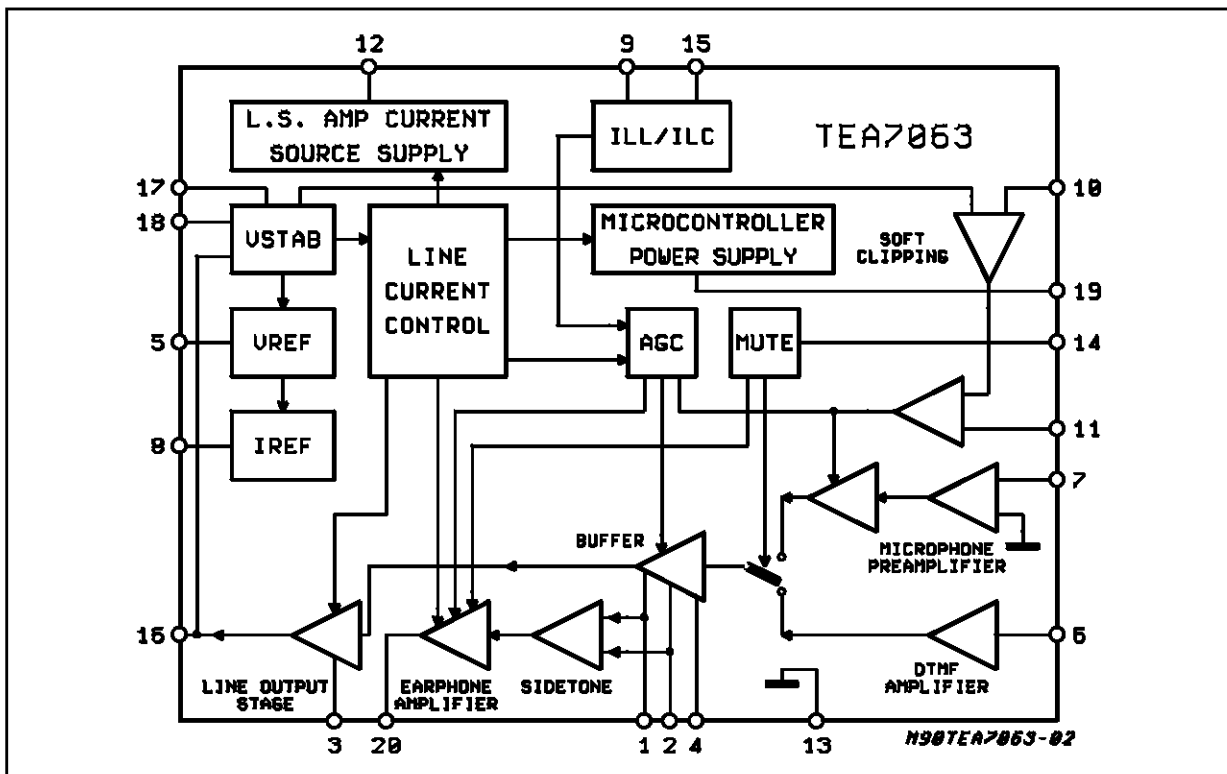 12
9
15
L.S. AMP CURRENT
SOURCE SUPPLY
ILL/ILC
TEA7063
17
10
18
VSTAB
LINE
CURRENT
CONTROL
MICROCONTROLLER
POWER SUPPLY
SOFT
CLIPPING
19
5
VREF
AGC
MUTE
14
8
IREF
11
7
BUFFER
MICROPHONE
PREAMPLIFIER
16
6
LINE OUTPUT
STAGE
EARPHONE
AMPLIFIER
SIDETONE
DTMF
AMPLIFIER
3
20
1
2
4
13
M90TEA7063-02